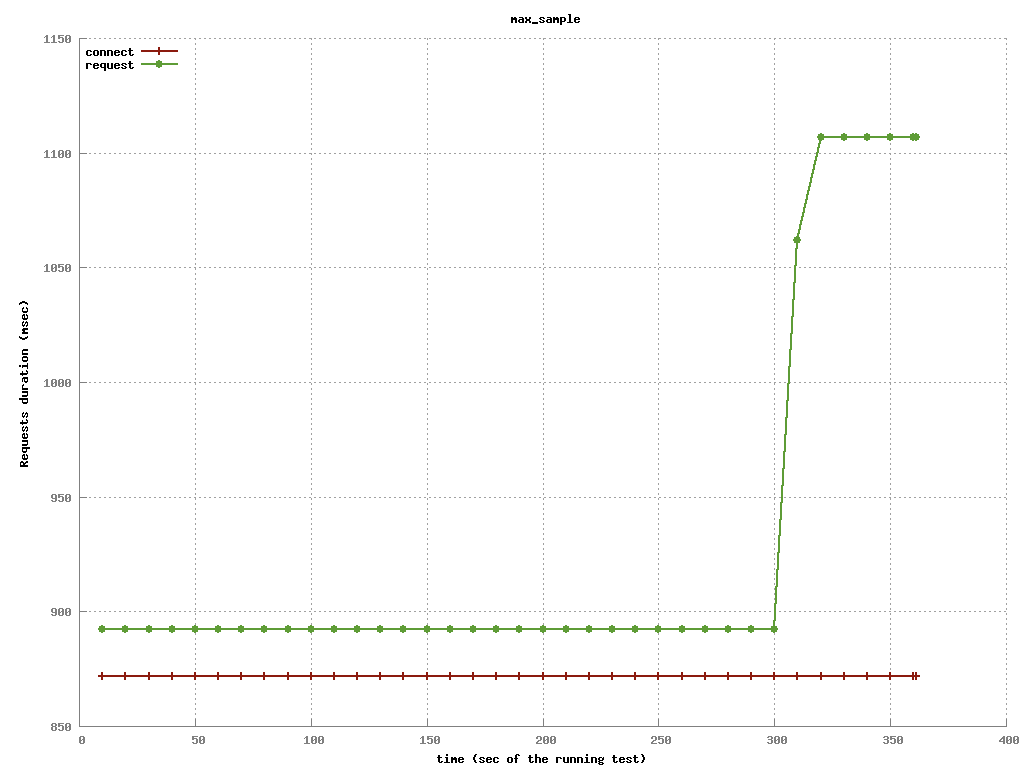 max_sample
connect
request
1150
1100
1050
1000
950
900
850
Requests duration (msec)
0 50 100 150 200 250 300 350 400
time (sec of the running test)